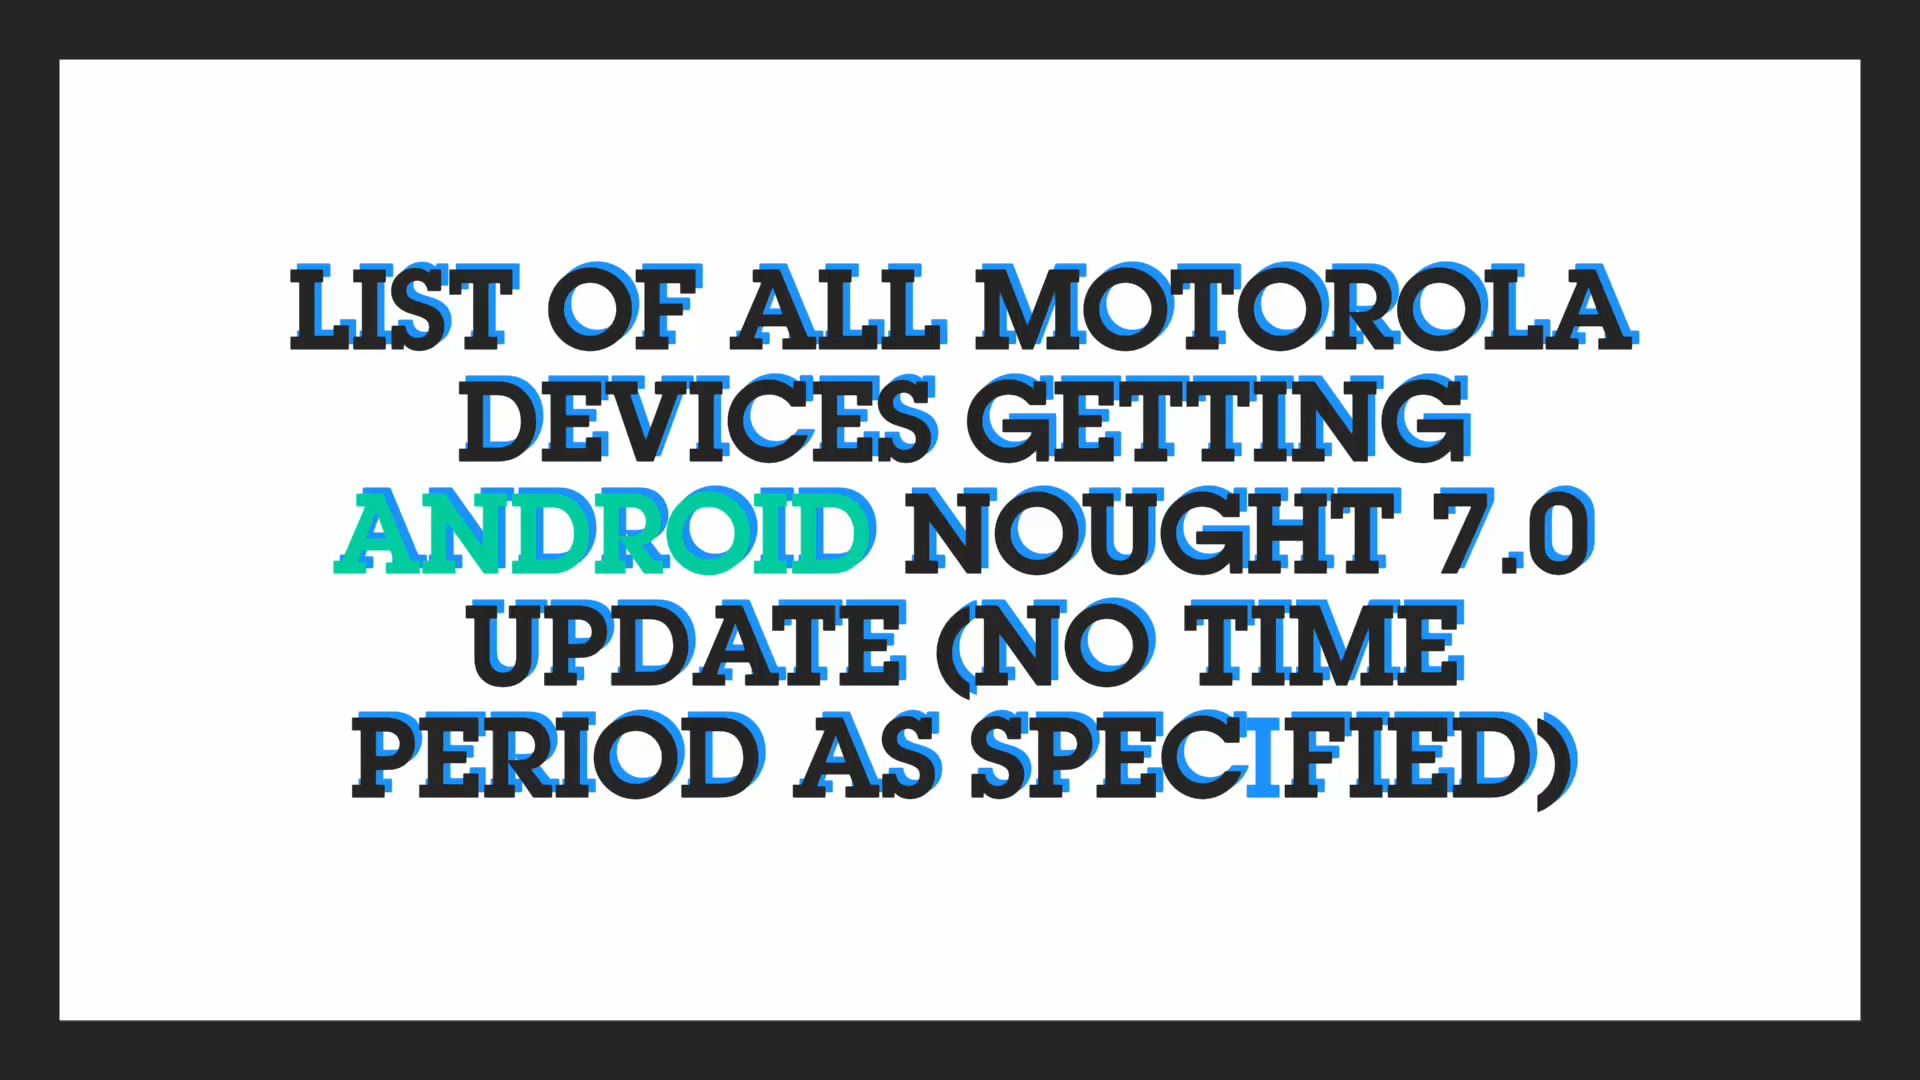 LIST OF ALL MOTOROLA
DEVICES GETTING
ANDROID NOUGHT 7.0
UPDATE (NO TIME
PERIOD AS SPECIFIED)